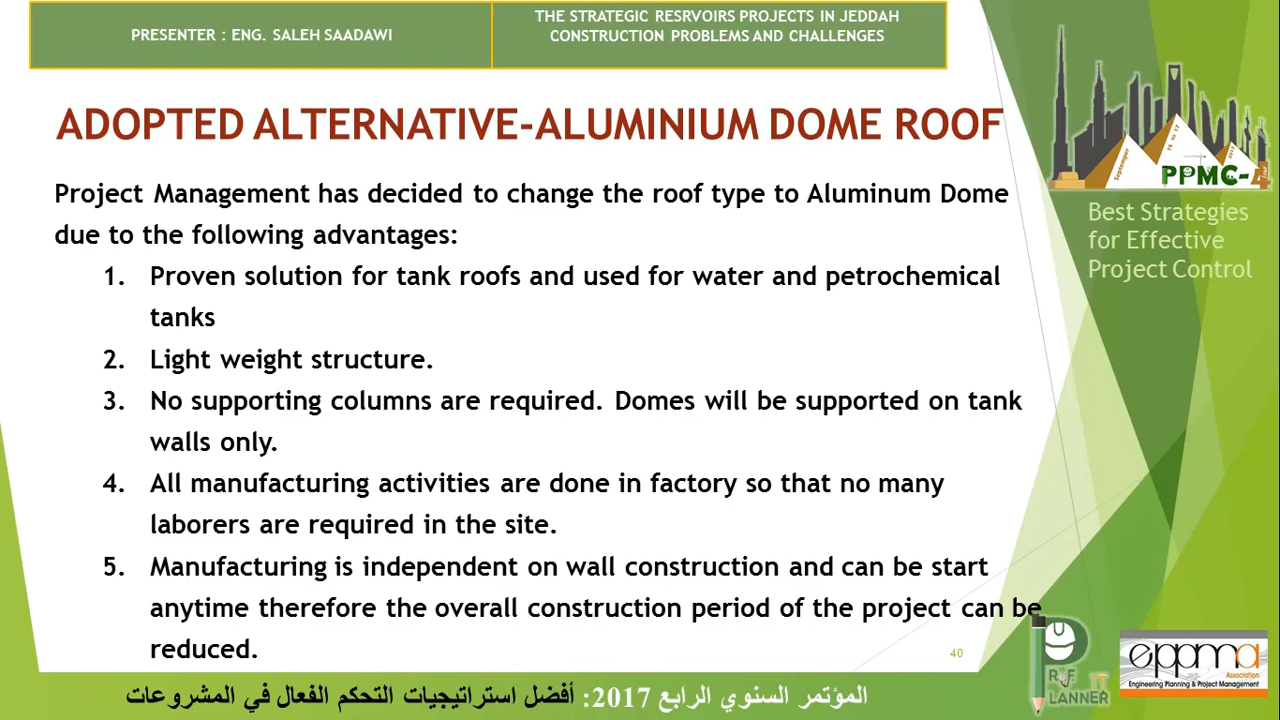 PRESENTER : ENG. SALEH SAADAWI
THE STRATEGIC RESRVOIRS PROJECTS IN JEDDAH
CONSTRUCTION PROBLEMS AND CHALLENGES
ADOPTED ALTERNATIVE-ALUMINIUM DOME ROOF
Project Management has decided to change the roof type to Aluminum Dome
due to the following advantages:
1. Proven solution for tank roofs and used for water and petrochemical
tanks
2. Light weight structure.
3. No supporting columns are required. Domes will be supported on tank
walls only.
4. All manufacturing activities are done in factory so that no many
laborers are required in the site.
5. Manufacturing is independent on wall construction and can be start
anytime therefore the overall construction period of the project can be
reduced.
September
15 to 17
2017
PPMC-4
Best Strategies
for Effective
Project Control
40
PLANNER
eppma
Association
Engineering Planning & Project Management
المؤتمر السنوي الرابع 2017: أفضل استراتيجيات التحكم الفعال في المشروعات